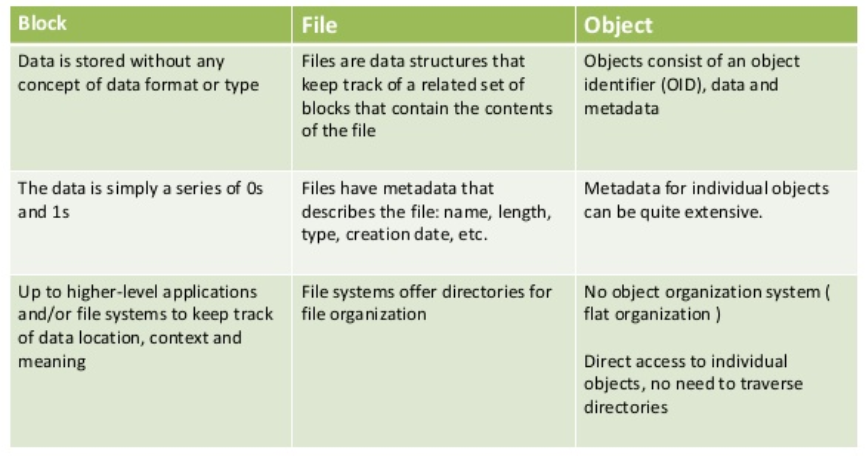 Block
File
Object
Data is stored without any
concept of data format or type
Files are data structures that
keep track of a related set of
blocks that contain the contents
of the file
Objects consist of an object
identifier (OID), data and
metadata
The data is simply a series of 0s
and 1s
Files have metadata that
describes the file: name, length,
type, creation date, etc.
Metadata for individual objects
can be quite extensive.
Up to higher-level applications
and/or file systems to keep track
of data location, context and
meaning
File systems offer directories for
file organization
No object organization system (
flat organization )
Direct access to individual
objects, no need to traverse
directories